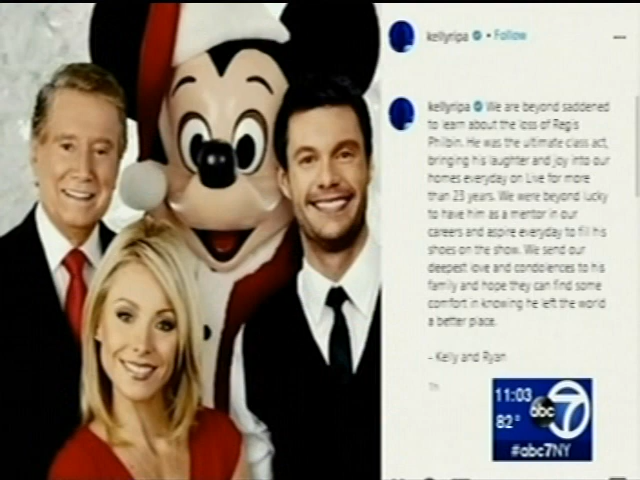 kellyripa • Follow
kellyripa We are beyond saddened
to learn about the loss of Regis
Philbin. He was the ultimate class act,
bringing his laughter and joy into our
homes everyday on Live for more
than 23 years. We were beyond lucky
to have him as a mentor in our
careers and aspire everyday to fill his
shoes on the show. We send our
deepest love and condolences to his
family and hope they can find some
comfort in knowing he left the world
a better place.
- Kelly and Ryan
1h
11:03
82°
abc 7
#abc7NY